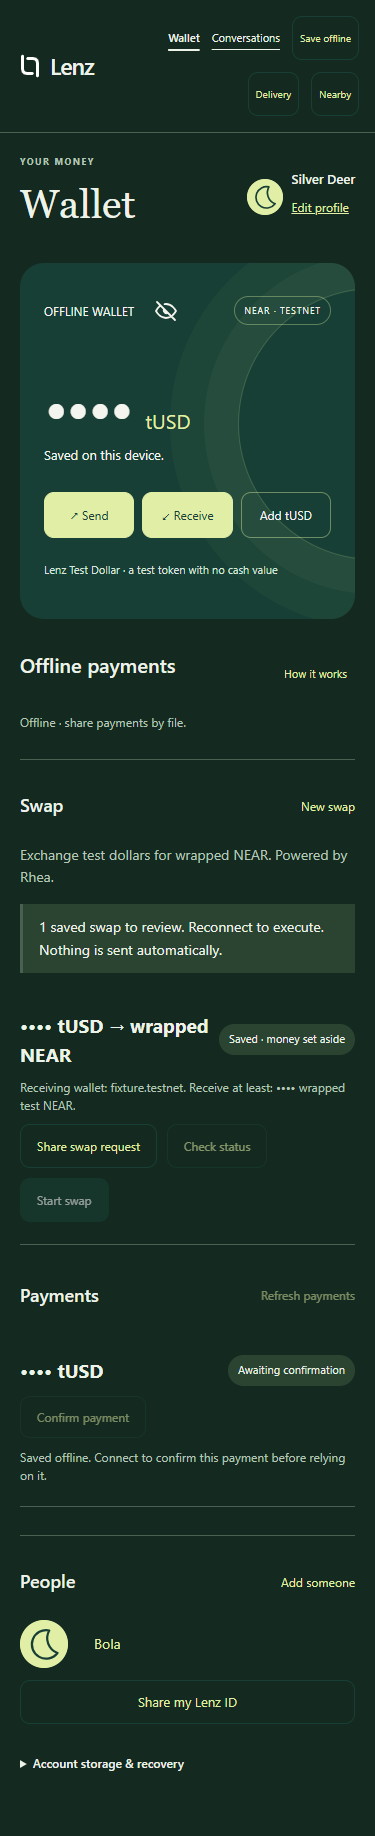 Lenz
Wallet
Conversations
Save offline
Delivery
Nearby
YOUR MONEY
Wallet
Silver Deer
Edit profile
OFFLINE WALLET
NEAR · TESTNET
•••• tUSD
Saved on this device.
↗ Send
↙ Receive
Add tUSD
Lenz Test Dollar · a test token with no cash value
Offline payments
How it works
Offline · share payments by file.
Swap
New swap
Exchange test dollars for wrapped NEAR. Powered by
Rhea.
1 saved swap to review. Reconnect to execute.
Nothing is sent automatically.
•••• tUSD → wrapped
NEAR
Saved · money set aside
Receiving wallet: fixture.testnet. Receive at least: •••• wrapped
test NEAR.
Share swap request
Check status
Start swap
Payments
Refresh payments
•••• tUSD
Awaiting confirmation
Confirm payment
Saved offline. Connect to confirm this payment before relying
on it.
People
Add someone
Bola
Share my Lenz ID
▶ Account storage & recovery